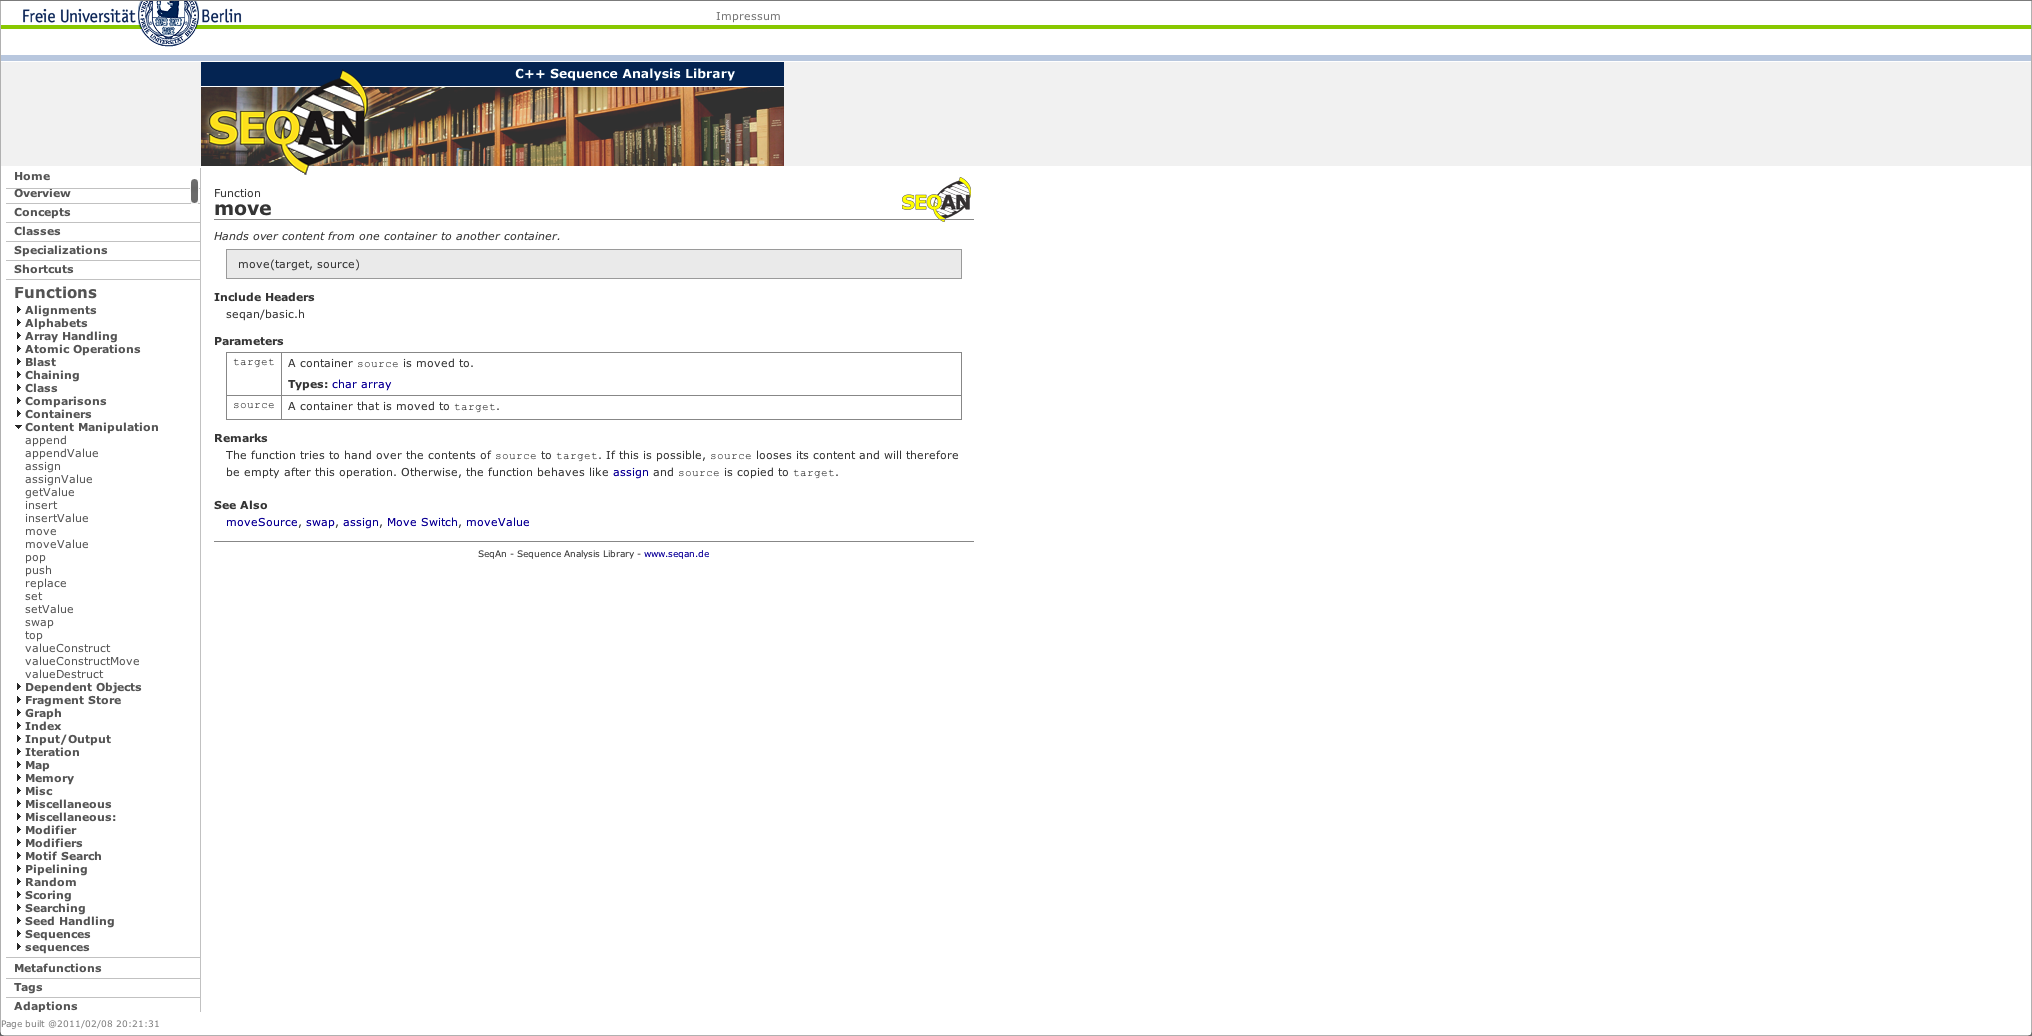 Freie Universität Berlin
Impressum
C++ Sequence Analysis Library
SEQAN
Home
Overview
Concepts
Classes
Specializations
Shortcuts
Functions
Alignments
Alphabets
Array Handling
Atomic Operations
Blast
Chaining
Class
Comparisons
Containers
Content Manipulation
append
appendValue
assign
assignValue
getValue
insert
insertValue
move
moveValue
pop
push
replace
set
setValue
swap
top
valueConstruct
valueConstructMove
valueDestruct
Dependent Objects
Fragment Store
Graph
Index
Input/Output
Iteration
Map
Memory
Misc
Miscellaneous
Miscellaneous:
Modifier
Modifiers
Motif Search
Pipelining
Random
Scoring
Searching
Seed Handling
Sequences
sequences
Metafunctions
Tags
Adaptions
Page built @2011/02/08 20:21:31
Function
move
SEQAN
Hands over content from one container to another container.
move(target, source)
Include Headers
seqan/basic.h
Parameters
target A container source is moved to.
Types: char array
source A container that is moved to target.
Remarks
The function tries to hand over the contents of source to target. If this is possible, source looses its content and will therefore
be empty after this operation. Otherwise, the function behaves like assign and source is copied to target.
See Also
moveSource, swap, assign, Move Switch, moveValue
SeqAn - Sequence Analysis Library - www.seqan.de